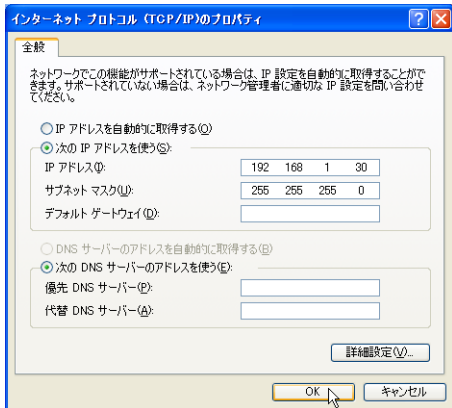 インターネット プロトコル (TCP/IP)のプロパティ
全般
ネットワークでこの機能がサポートされている場合は、IP 設定を自動的に取得することがで
きます。サポートされていない場合は、ネットワーク管理者に適切な IP 設定を問い合わせ
てください。
IP アドレスを自動的に取得する(O)
次の IP アドレスを使う(S):
IP アドレス(I): 192 168 1 30
サブネット マスク(U): 255 255 255 0
デフォルト ゲートウェイ(D):
DNS サーバーのアドレスを自動的に取得する(B)
次の DNS サーバーのアドレスを使う(E):
優先 DNS サーバー(P):
代替 DNS サーバー(A):
詳細設定(V)...
OK キャンセル